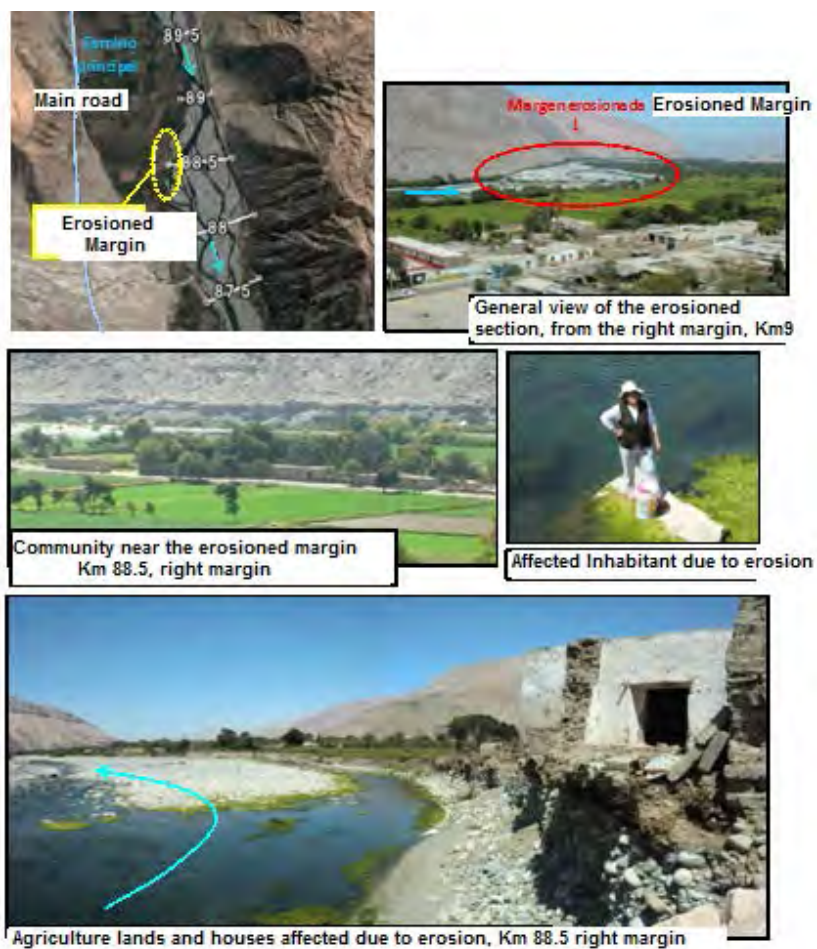 Camino
principal
Main road
89.5
89
88.5
88
87.5
Erosioned
Margin
Margen erosionada
Erosioned Margin
General view of the erosioned
section, from the right margin, Km9
Community near the erosioned margin
Km 88.5, right margin
Affected Inhabitant due to erosion
Agriculture lands and houses affected due to erosion, Km 88.5 right margin